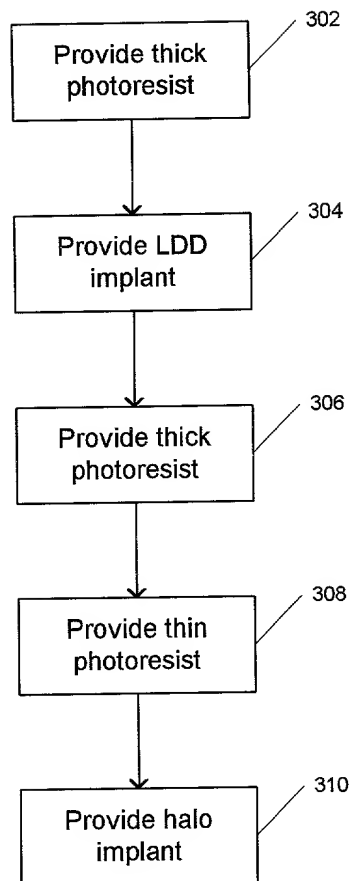 302
Provide thick
photoresist
304
Provide LDD
implant
306
Provide thick
photoresist
308
Provide thin
photoresist
310
Provide halo
implant